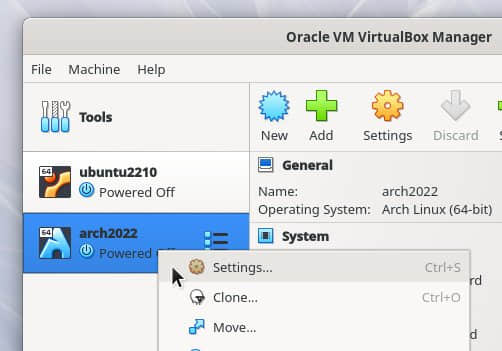 Oracle VM VirtualBox Manager
File Machine Help
Tools
New Add Settings Discard
64 ubuntu2210
Powered Off
General
Name: arch2022
Operating System: Arch Linux (64-bit)
64 arch2022
Powered Off
System
Settings... Ctrl+S
Clone... Ctrl+O
Move...